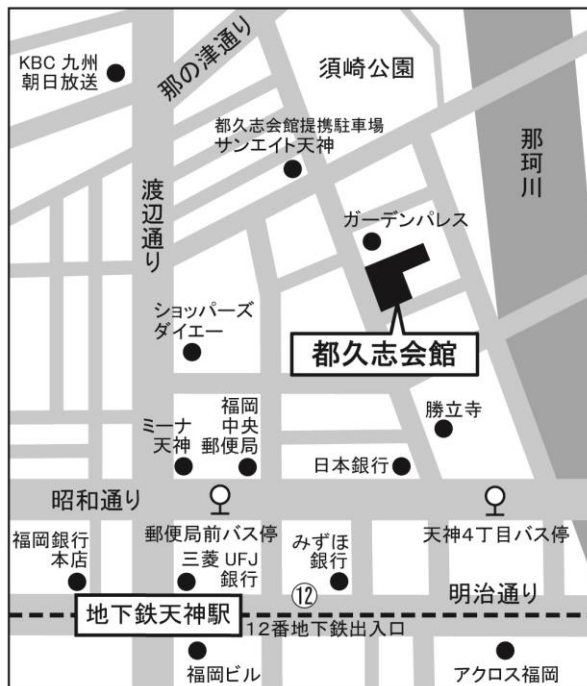 KBC 九州
朝日放送
那の津通り
須崎公園
都久志会館提携駐車場
サンエイト天神
那珂川
渡辺通り
ガーデンパレス
ショッパーズ
ダイエー
都久志会館
福岡
中央
郵便局
ミーナ
天神
勝立寺
日本銀行
昭和通り
郵便局前バス停
天神4丁目バス停
福岡銀行
本店
三菱 UFJ
銀行
みずほ
銀行
⑫
明治通り
地下鉄天神駅
12番地下鉄出入口
福岡ビル
アクロス福岡